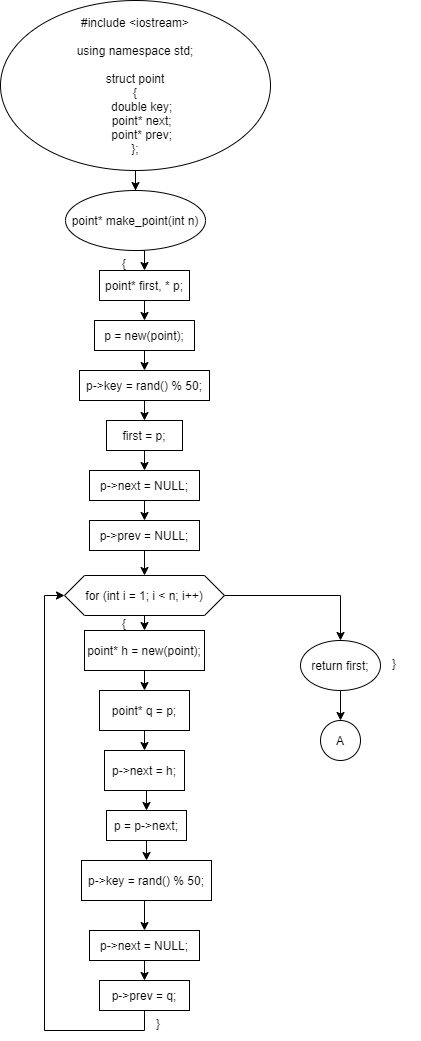 #include <iostream>
using namespace std;
struct point
{
double key;
point* next;
point* prev;
};
point* make_point(int n)
{
point* first, * p;
p = new(point);
p->key = rand() % 50;
first = p;
p->next = NULL;
p->prev = NULL;
for (int i = 1; i < n; i++)
{
point* h = new(point);
point* q = p;
p->next = h;
p = p->next;
p->key = rand() % 50;
p->next = NULL;
p->prev = q;
}
return first;
}
A